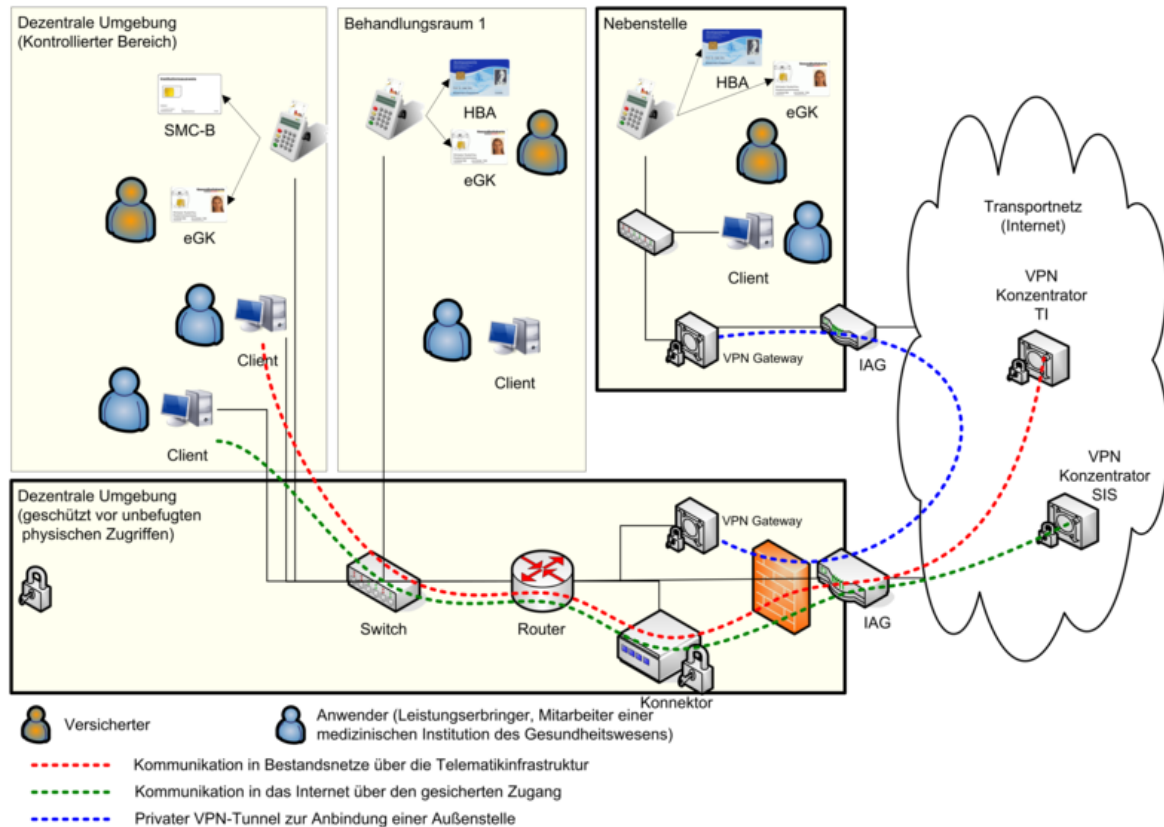 Dezentrale Umgebung
(Kontrollierter Bereich)
SMC-B
eGK
Client
Client
Behandlungsraum 1
HBA
eGK
Client
Nebenstelle
HBA
eGK
Client
VPN Gateway
IAG
Transportnetz
(Internet)
VPN
Konzentrator
TI
VPN
Konzentrator
SIS
Dezentrale Umgebung
(geschützt vor unbefugten
physischen Zugriffen)
VPN Gateway
Switch
Router
Konnektor
IAG
Versicherter
Anwender (Leistungserbringer, Mitarbeiter einer
medizinischen Institution des Gesundheitswesens)
Kommunikation in Bestandsnetze über die Telematikinfrastruktur
Kommunikation in das Internet über den gesicherten Zugang
Privater VPN-Tunnel zur Anbindung einer Außenstelle